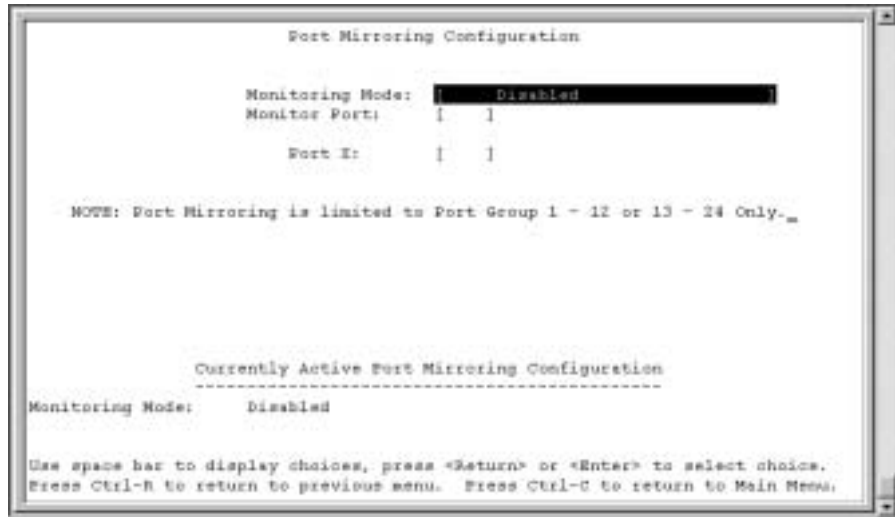 Port Mirroring Configuration
Monitoring Mode: [ Disabled ]
Monitor Port: [ ]
Port X: [ ]
NOTE: Port Mirroring is limited to Port Group 1 - 12 or 13 - 24 Only._
Currently Active Port Mirroring Configuration
---------------------------------------------
Monitoring Mode: Disabled
Use space bar to display choices, press <Return> or <Enter> to select choice.
Press Ctrl-R to return to previous menu. Press Ctrl-C to return to Main Menu.